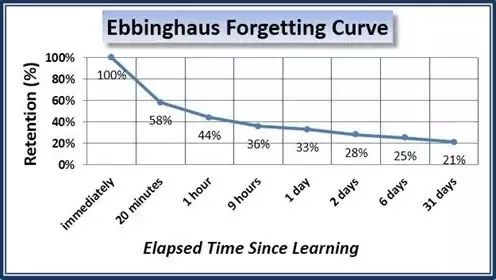 Ebbinghaus Forgetting Curve
Retention (%)
100%
80%
60%
40%
20%
0%
100%
58%
44%
36%
33%
28%
25%
21%
immediately
20 minutes
1 hour
9 hours
1 day
2 days
6 days
31 days
Elapsed Time Since Learning